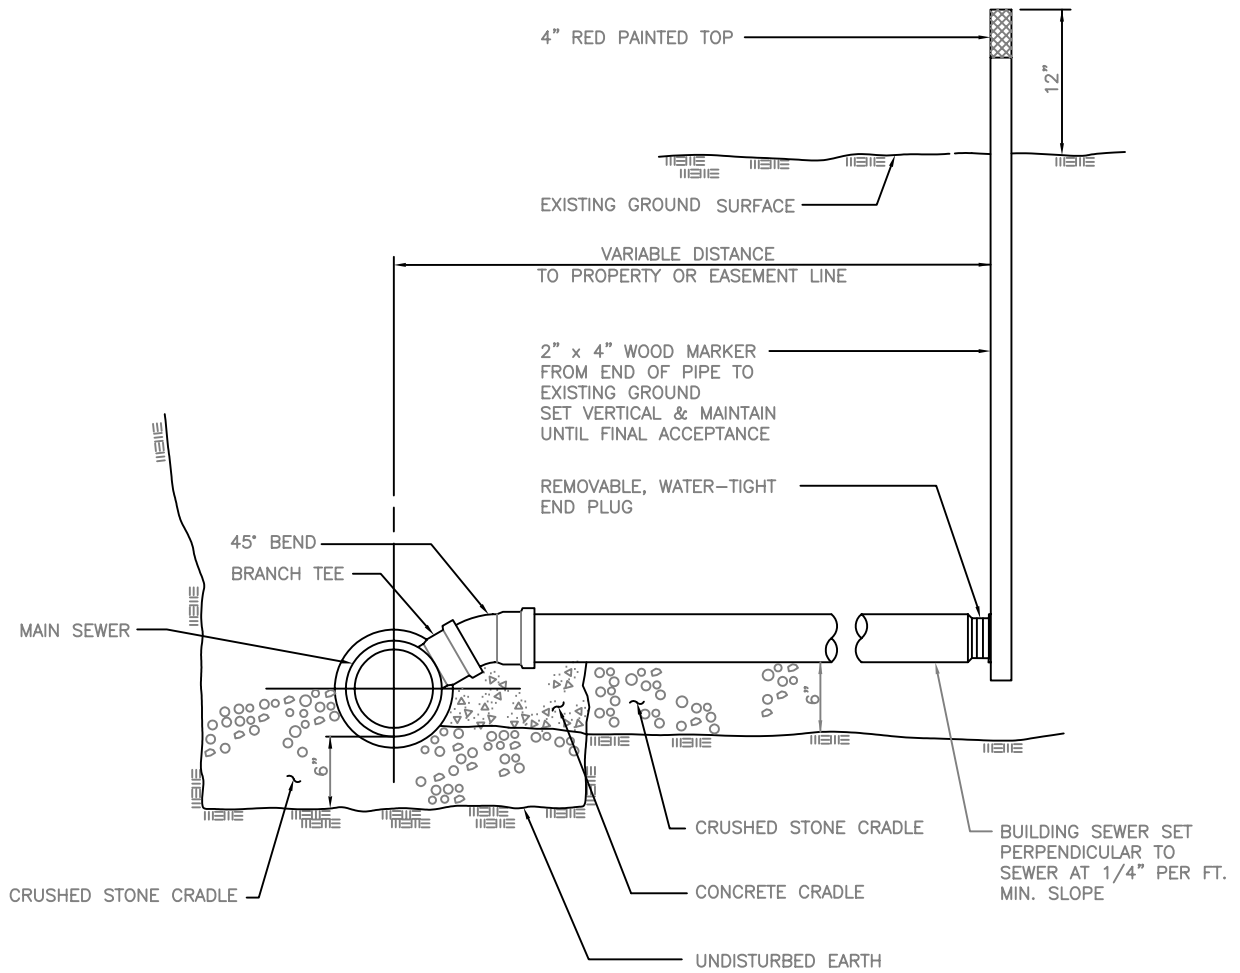 4” RED PAINTED TOP
12”
EXISTING GROUND SURFACE
VARIABLE DISTANCE
TO PROPERTY OR EASEMENT LINE
2” x 4” WOOD MARKER
FROM END OF PIPE TO
EXISTING GROUND
SET VERTICAL & MAINTAIN
UNTIL FINAL ACCEPTANCE
REMOVABLE, WATER-TIGHT
END PLUG
45° BEND
BRANCH TEE
MAIN SEWER
6”
6”
CRUSHED STONE CRADLE
BUILDING SEWER SET
PERPENDICULAR TO
SEWER AT 1/4” PER FT.
MIN. SLOPE
CRUSHED STONE CRADLE
CONCRETE CRADLE
UNDISTURBED EARTH